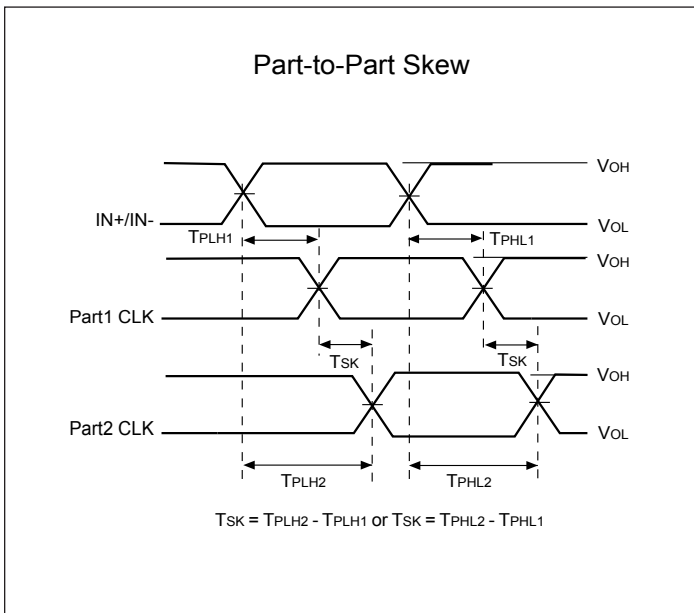 Part-to-Part Skew
VOH
IN+/IN-
VOL
TPLH1
TPHL1
VOH
Part1 CLK
VOL
TSK
TSK
VOH
Part2 CLK
VOL
TPLH2
TPHL2
TSK = TPLH2 - TPLH1 or TSK = TPHL2 - TPHL1